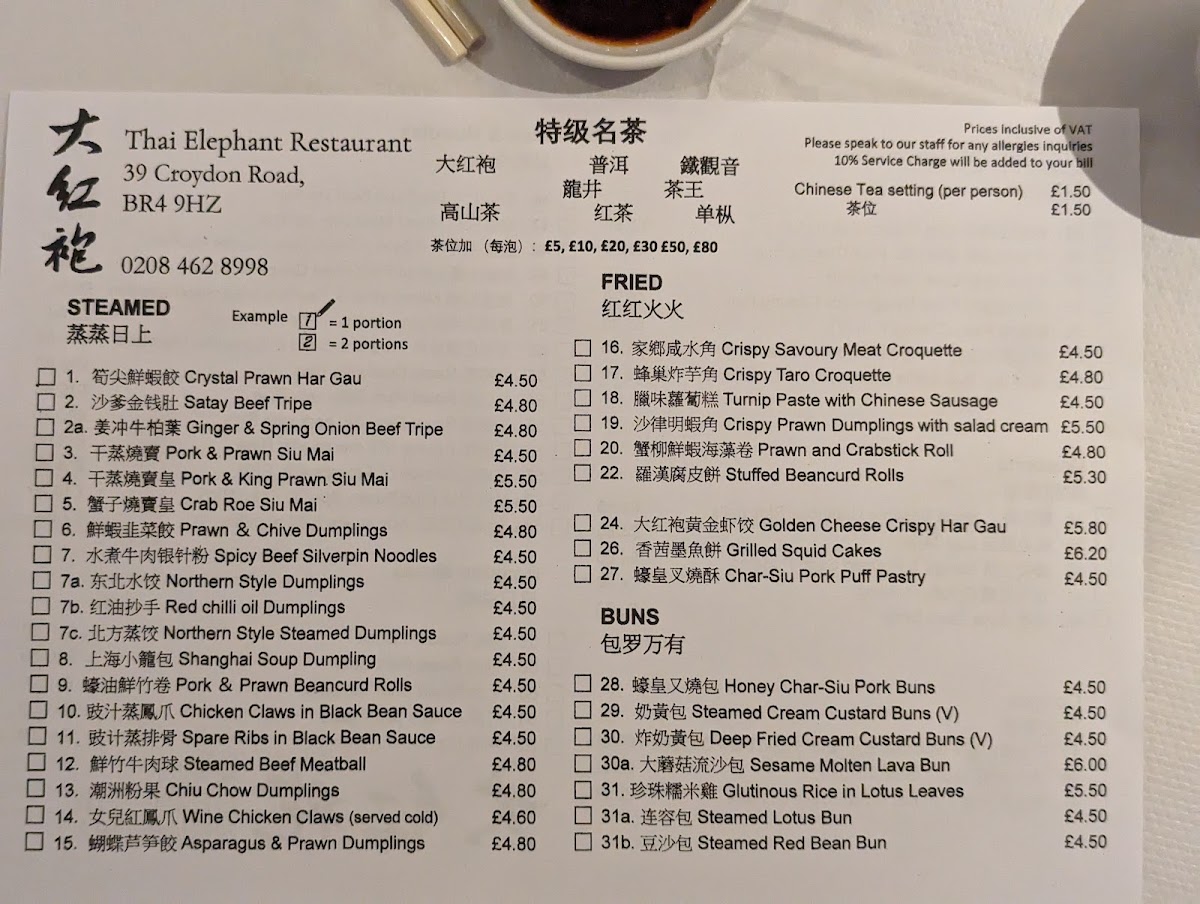 大红袍
Thai Elephant Restaurant
39 Croydon Road,
BR4 9HZ
0208 462 8998
特级名茶
大红袍 普洱 鐵觀音
龍井 茶王
高山茶 红茶 单枞
茶位加 （每泡）: £5, £10, £20, £30 £50, £80
Prices inclusive of VAT
Please speak to our staff for any allergies inquiries
10% Service Charge will be added to your bill
Chinese Tea setting (per person) £1.50
茶位 £1.50
STEAMED
蒸蒸日上
Example 1 = 1 portion
2 = 2 portions
1. 筍尖鮮蝦餃 Crystal Prawn Har Gau £4.50
2. 沙爹金钱肚 Satay Beef Tripe £4.80
2a. 姜冲牛柏葉 Ginger & Spring Onion Beef Tripe £4.80
3. 干蒸燒賣 Pork & Prawn Siu Mai £4.50
4. 干蒸燒賣皇 Pork & King Prawn Siu Mai £5.50
5. 蟹子燒賣皇 Crab Roe Siu Mai £5.50
6. 鮮蝦韭菜餃 Prawn & Chive Dumplings £4.80
7. 水煮牛肉银针粉 Spicy Beef Silverpin Noodles £4.50
7a. 东北水饺 Northern Style Dumplings £4.50
7b. 红油抄手 Red chilli oil Dumplings £4.50
7c. 北方蒸饺 Northern Style Steamed Dumplings £4.50
8. 上海小籠包 Shanghai Soup Dumpling £4.50
9. 蠔油鮮竹卷 Pork & Prawn Beancurd Rolls £4.50
10. 豉汁蒸鳳爪 Chicken Claws in Black Bean Sauce £4.50
11. 豉计蒸排骨 Spare Ribs in Black Bean Sauce £4.50
12. 鮮竹牛肉球 Steamed Beef Meatball £4.80
13. 潮洲粉果 Chiu Chow Dumplings £4.80
14. 女兒紅鳳爪 Wine Chicken Claws (served cold) £4.60
15. 蝴蝶芦笋餃 Asparagus & Prawn Dumplings £4.80
FRIED
红红火火
16. 家鄉咸水角 Crispy Savoury Meat Croquette £4.50
17. 蜂巢炸芋角 Crispy Taro Croquette £4.80
18. 臘味蘿蔔糕 Turnip Paste with Chinese Sausage £4.50
19. 沙律明蝦角 Crispy Prawn Dumplings with salad cream £5.50
20. 蟹柳鮮蝦海藻卷 Prawn and Crabstick Roll £4.80
22. 羅漢腐皮餅 Stuffed Beancurd Rolls £5.30
24. 大红袍黄金虾饺 Golden Cheese Crispy Har Gau £5.80
26. 香茜墨魚餅 Grilled Squid Cakes £6.20
27. 蠔皇叉燒酥 Char-Siu Pork Puff Pastry £4.50
BUNS
包罗万有
28. 蠔皇叉燒包 Honey Char-Siu Pork Buns £4.50
29. 奶黃包 Steamed Cream Custard Buns (V) £4.50
30. 炸奶黃包 Deep Fried Cream Custard Buns (V) £4.50
30a. 大蘑菇流沙包 Sesame Molten Lava Bun £6.00
31. 珍珠糯米雞 Glutinous Rice in Lotus Leaves £5.50
31a. 连容包 Steamed Lotus Bun £4.50
31b. 豆沙包 Steamed Red Bean Bun £4.50